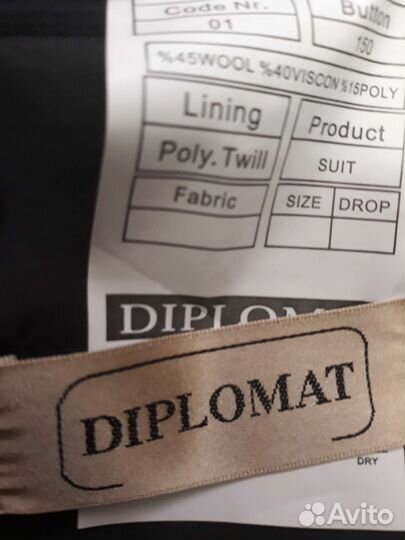 Code Nr.
01
Button
150
%45WOOL %40VISCON %15POLY
Lining
Product
Poly. Twill
SUIT
Fabric
SIZE DROP
DIPLOMA
DIPLOMAT
DRY
Avito